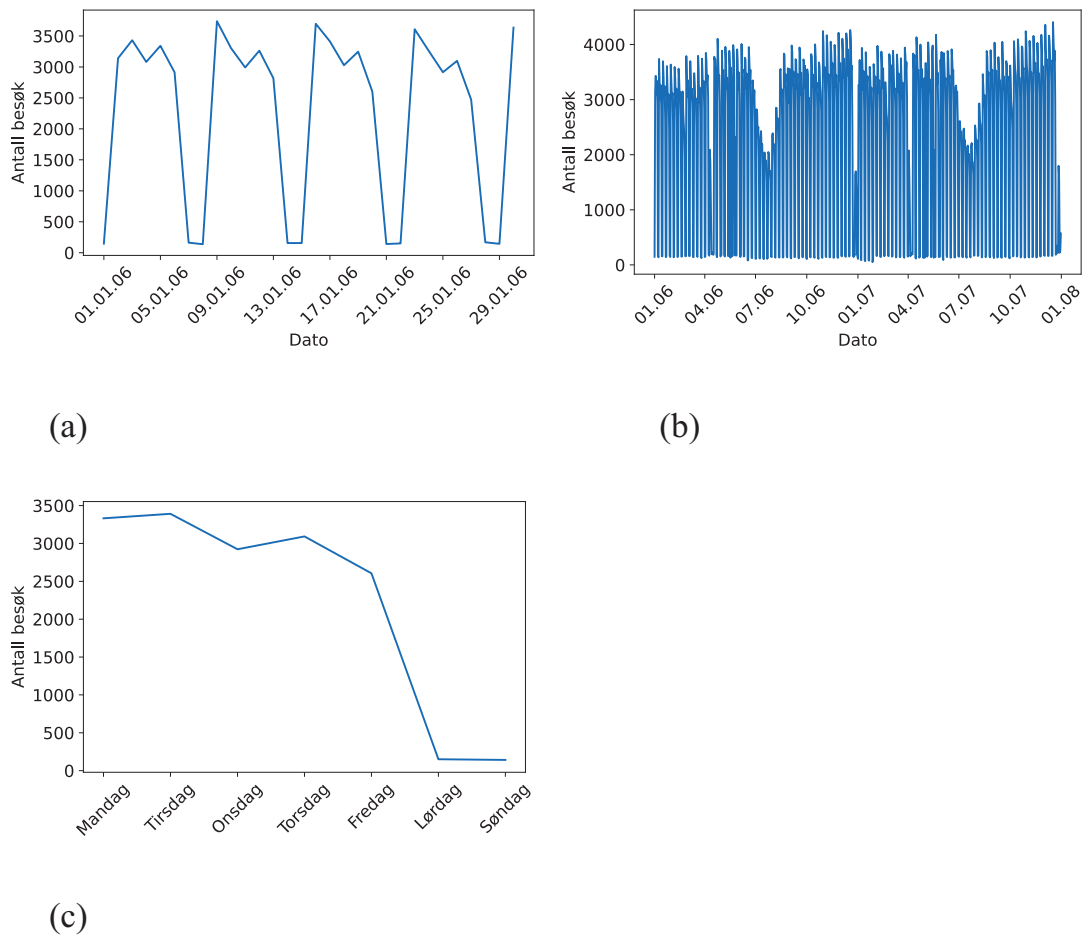 Antall besøk
3500
3000
2500
2000
1500
1000
500
0
01.01.06 05.01.06 09.01.06 13.01.06 17.01.06 21.01.06 25.01.06 29.01.06
Dato
(a)
Antall besøk
4000
3000
2000
1000
0
01.06 04.06 07.06 10.06 01.07 04.07 07.07 10.07 01.08
Dato
(b)
Antall besøk
3500
3000
2500
2000
1500
1000
500
0
Mandag Tirsdag Onsdag Torsdag Fredag Lørdag Søndag
(c)